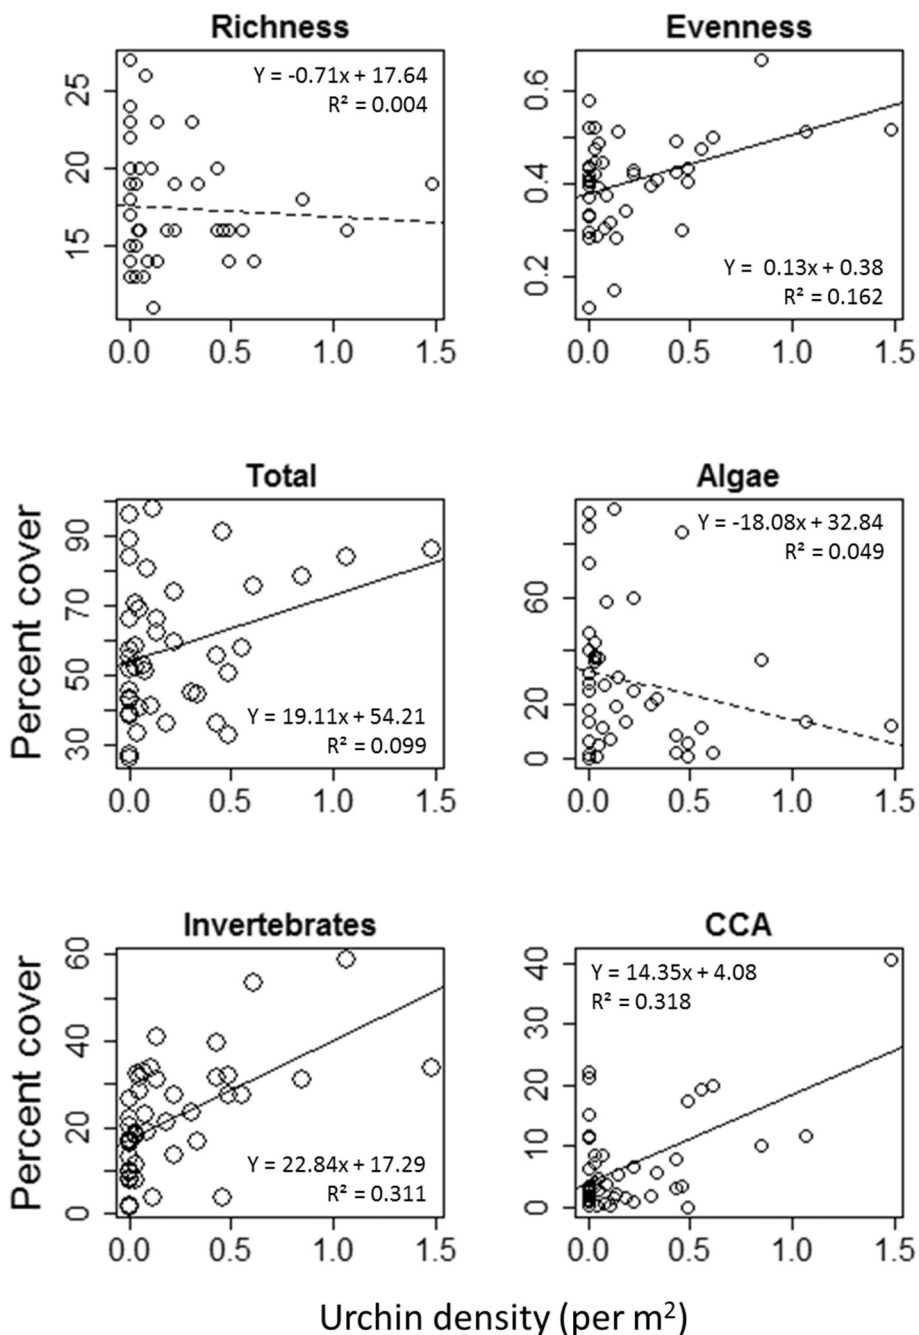 Richness
Y = -0.71x + 17.64
R² = 0.004
25
20
15
0.0 0.5 1.0 1.5
Evenness
0.6
0.4
0.2
Y = 0.13x + 0.38
R² = 0.162
0.0 0.5 1.0 1.5
Total
Percent cover
90
70
50
30
Y = 19.11x + 54.21
R² = 0.099
0.0 0.5 1.0 1.5
Algae
Y = -18.08x + 32.84
R² = 0.049
60
20
0
0.0 0.5 1.0 1.5
Invertebrates
Percent cover
60
40
20
0
Y = 22.84x + 17.29
R² = 0.311
0.0 0.5 1.0 1.5
CCA
Y = 14.35x + 4.08
R² = 0.318
40
30
20
10
0
0.0 0.5 1.0 1.5
Urchin density (per m²)